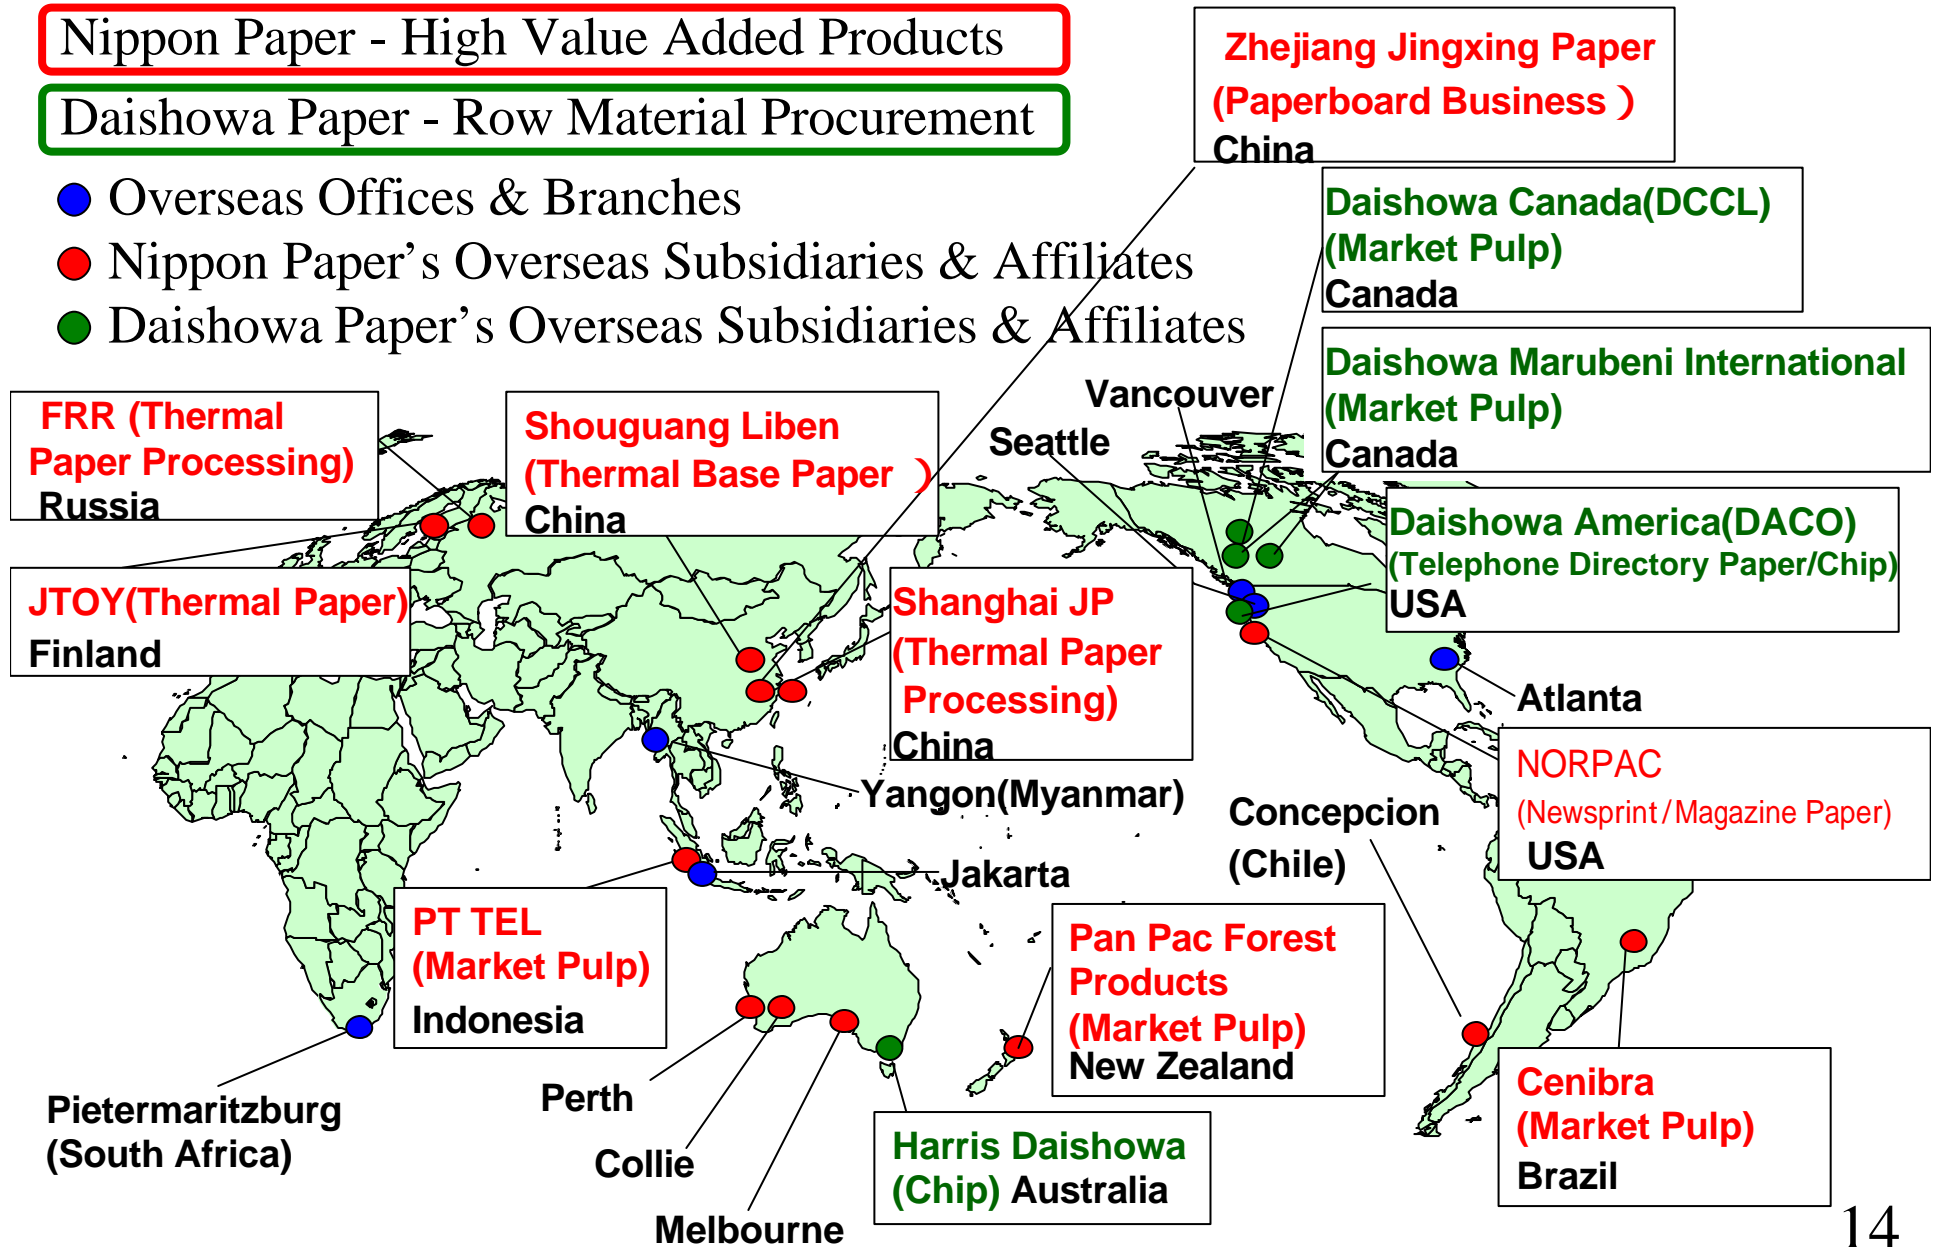 Nippon Paper - High Value Added Products
Daishowa Paper - Row Material Procurement
Overseas Offices & Branches
Nippon Paper’s Overseas Subsidiaries & Affiliates
Daishowa Paper’s Overseas Subsidiaries & Affiliates
Zhejiang Jingxing Paper
(Paperboard Business )
China
Daishowa Canada(DCCL)
(Market Pulp)
Canada
Daishowa Marubeni International
(Market Pulp)
Canada
Vancouver
Seattle
FRR (Thermal
Paper Processing)
Russia
Shouguang Liben
(Thermal Base Paper )
China
Daishowa America(DACO)
(Telephone Directory Paper/Chip)
USA
JTOY(Thermal Paper)
Finland
Shanghai JP
(Thermal Paper
Processing)
China
Atlanta
NORPAC
(Newsprint/Magazine Paper)
USA
Yangon(Myanmar)
Concepcion
(Chile)
Jakarta
PT TEL
(Market Pulp)
Indonesia
Pan Pac Forest
Products
(Market Pulp)
New Zealand
Cenibra
(Market Pulp)
Brazil
Pietermaritzburg
(South Africa)
Perth
Collie
Melbourne
Harris Daishowa
(Chip) Australia
14